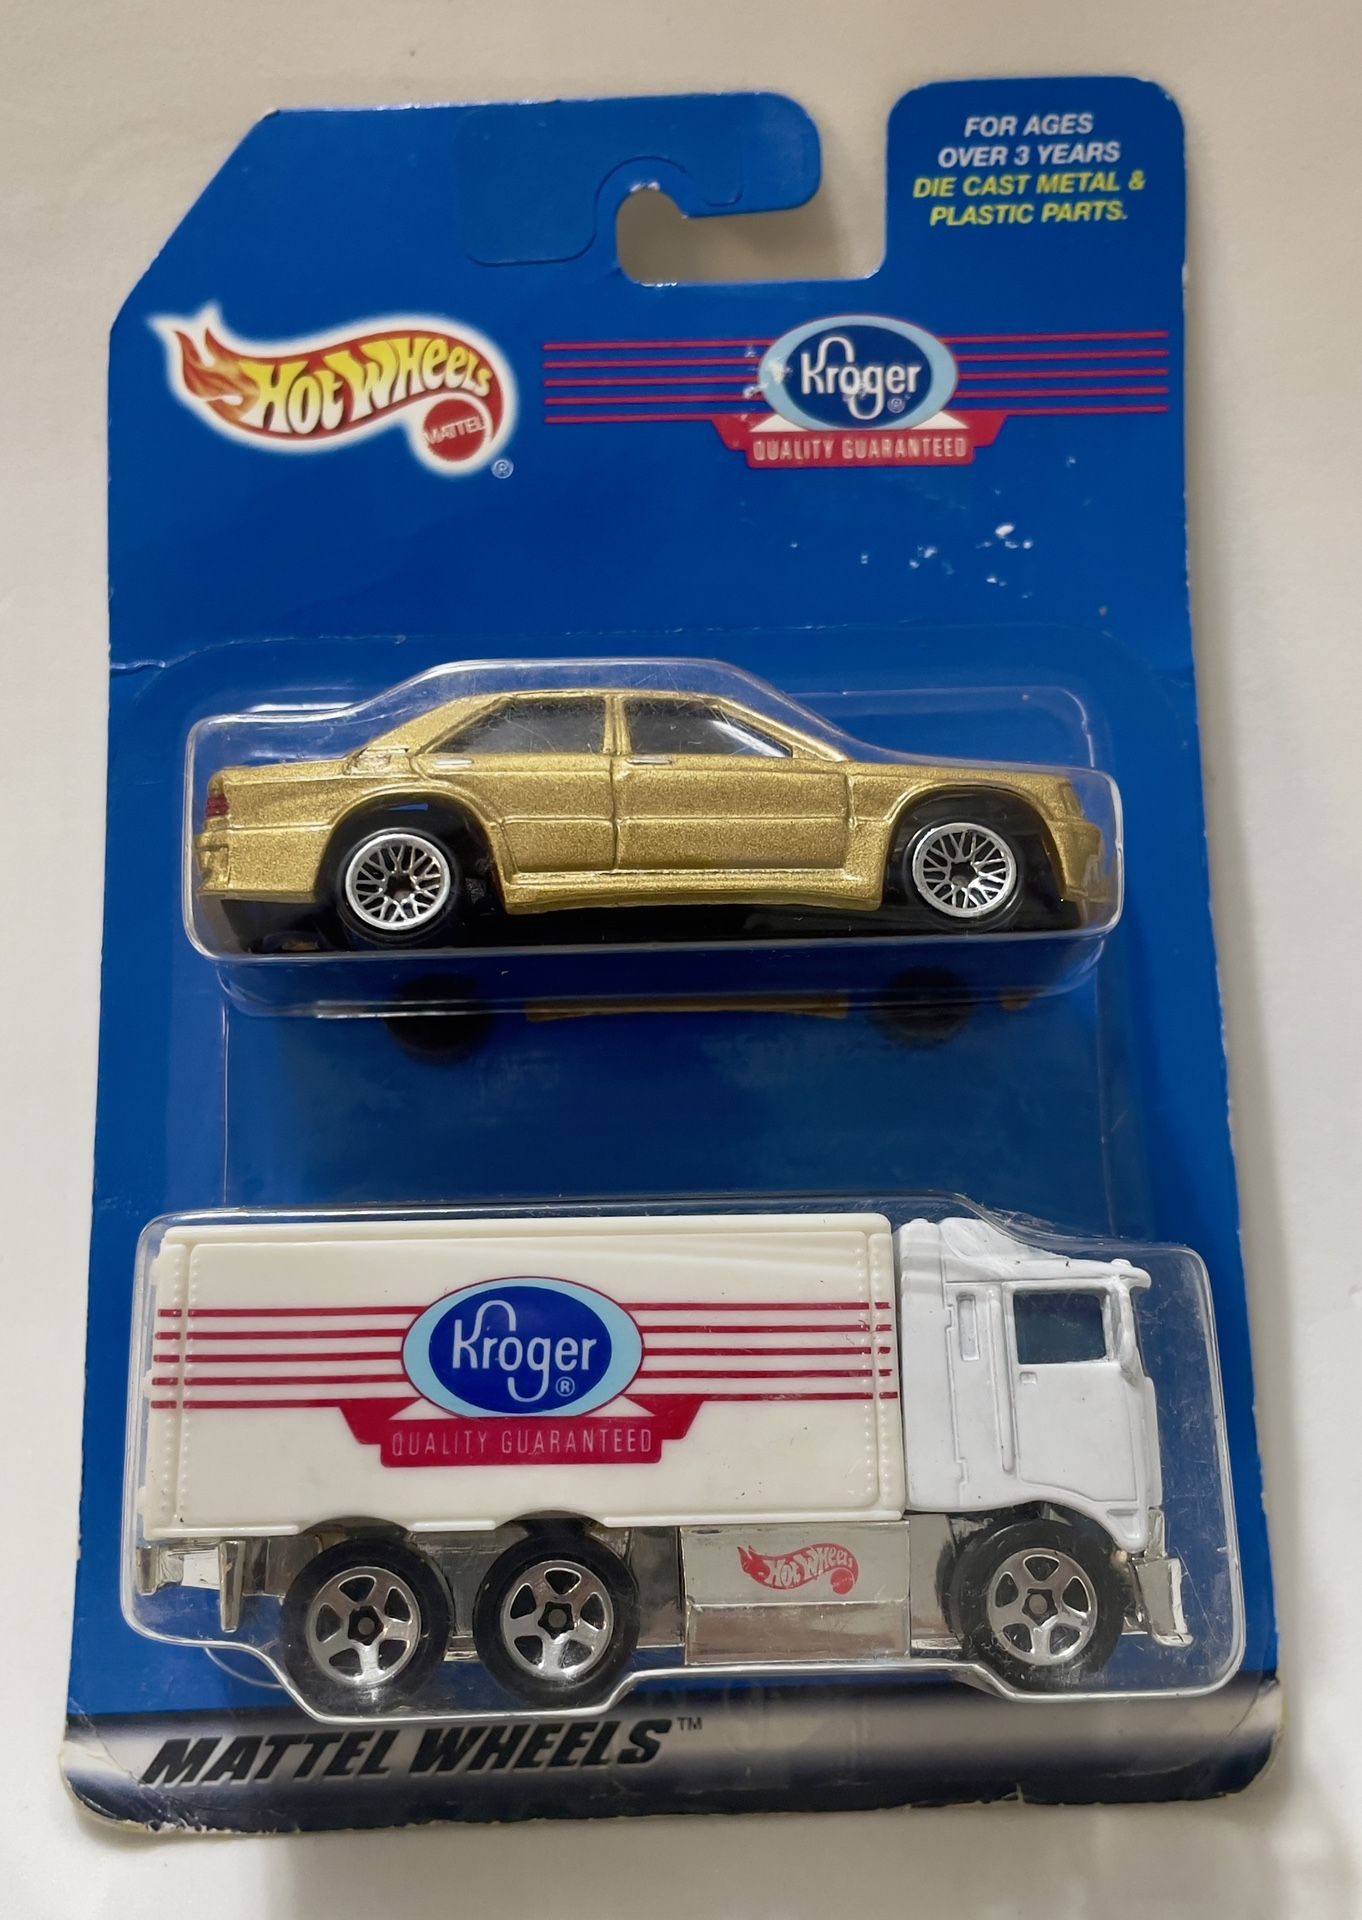 FOR AGES
OVER 3 YEARS
DIE CAST METAL &
PLASTIC PARTS.
HOT WHEELS
MATTEL
®
Kroger
®
QUALITY GUARANTEED
Kroger
®
QUALITY GUARANTEED
HOT WHEELS
MATTEL WHEELS™